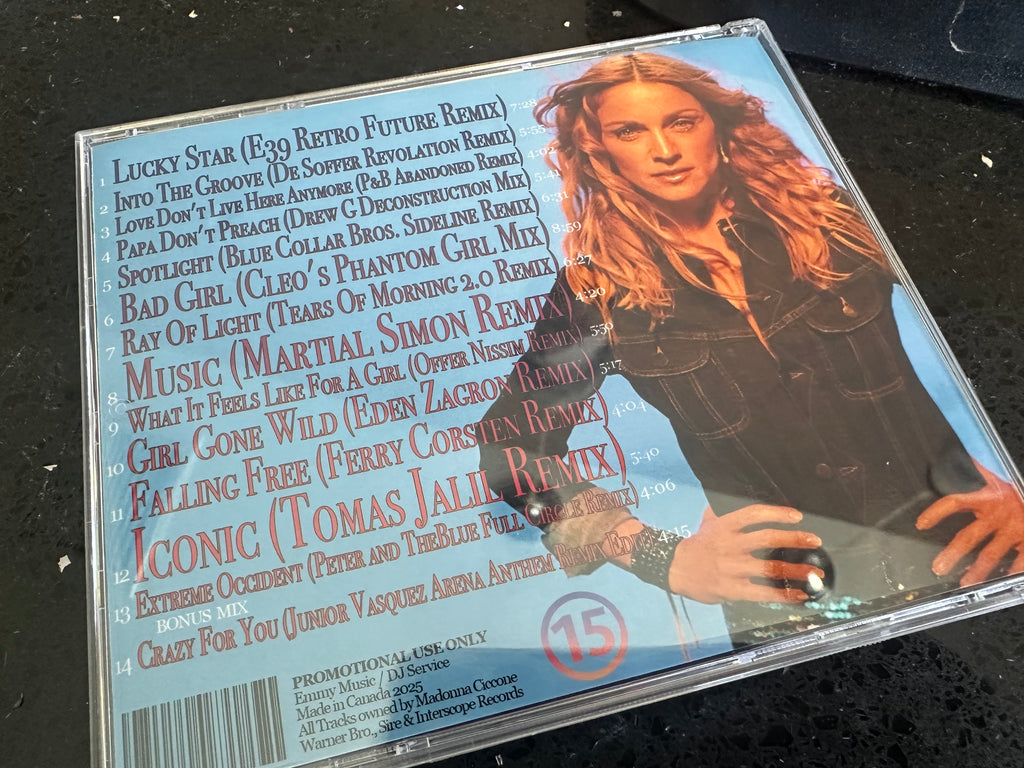 1 Lucky Star (E39 Retro Future Remix) 7:28
2 Into The Groove (De Soffer Revolation Remix) 5:55
3 Love Don't Live Here Anymore (P&B Abandoned Remix) 4:02
4 Papa Don't Preach (Drew G Deconstruction Mix) 5:41
5 Spotlight (Blue Collar Bros. Sideline Remix) 6:31
6 Bad Girl (Cleo's Phantom Girl Mix) 8:59
7 Ray Of Light (Tears Of Morning 2.0 Remix) 6:27
8 Music (Martial Simon Remix) 4:20
9 What It Feels Like For A Girl (Offer Nissim Remix) 5:30
10 Girl Gone Wild (Eden Zagron Remix) 5:17
11 Falling Free (Ferry Corsten Remix) 4:04
12 Iconic (Tomas Jalil Remix) 5:40
13 Extreme Occident (Peter and TheBlue Full Circle Remix) 4:06
BONUS MIX
14 Crazy For You (Junior Vasquez Arena Anthem Remix Edit) 4:15
PROMOTIONAL USE ONLY
Emmy Music / DJ Service
Made in Canada 2025
All Tracks owned by Madonna Ciccone
Warner Bro., Sire & Interscope Records
15